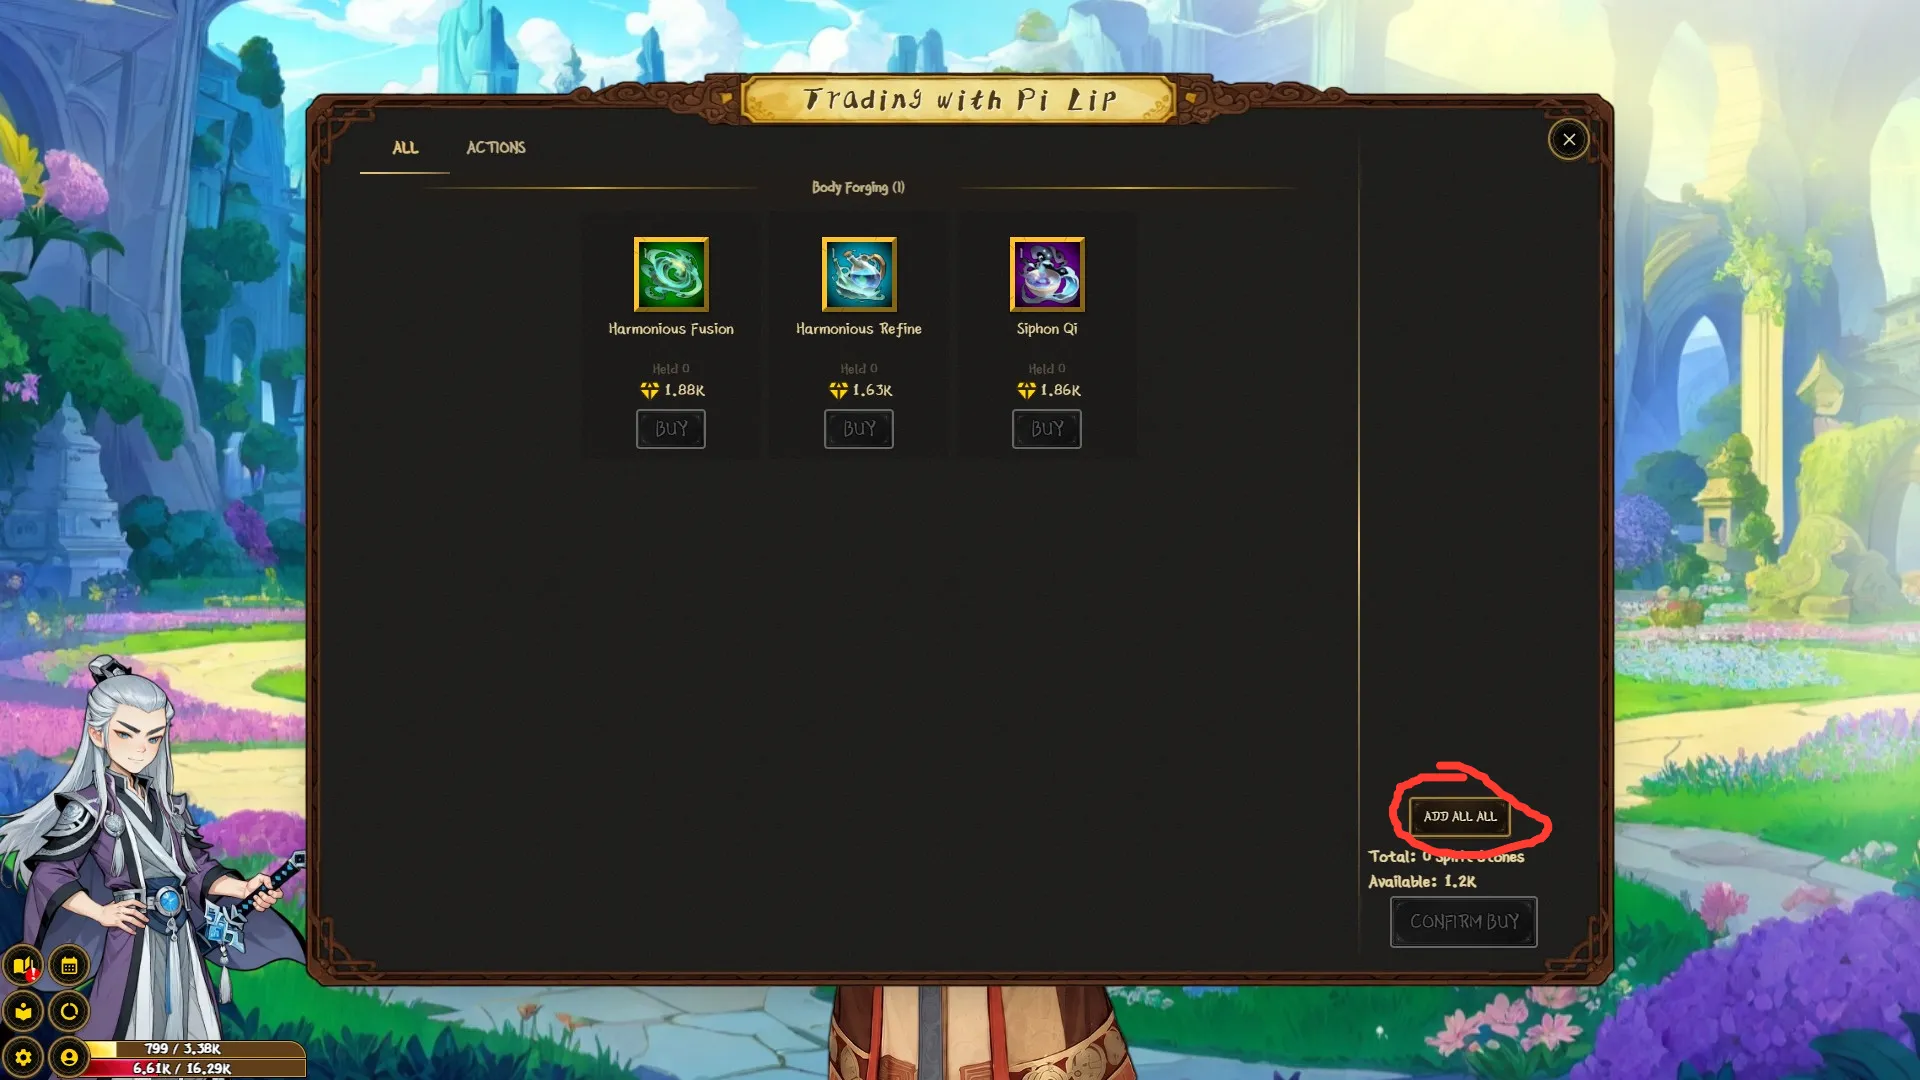 Trading with Pi Lip
ALL
ACTIONS
Body Forging (1)
Harmonious Fusion
Held 0
1.88K
BUY
Harmonious Refine
Held 0
1.63K
BUY
Siphon Qi
Held 0
1.86K
BUY
ADD ALL ALL
Total: 0 Spirit Stones
Available: 1.2K
CONFIRM BUY
799 / 3.38K
6.61K / 16.29K